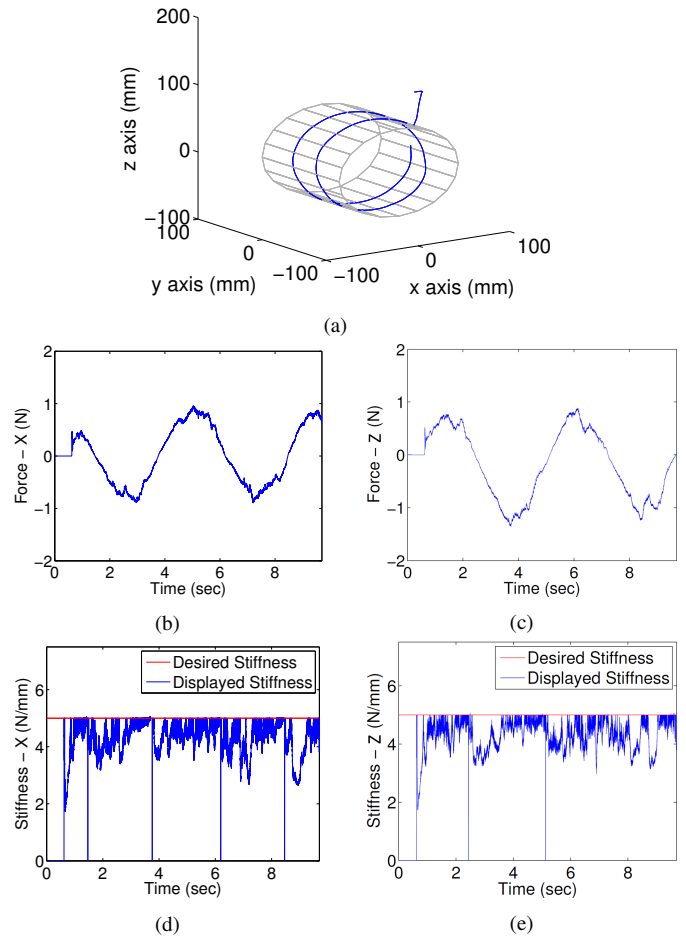 200
100
0
−100
z axis (mm)
100
0
−100
y axis (mm)
−100
0
100
x axis (mm)
(a)
2
1
0
−1
−2
Force − X (N)
0 2 4 6 8
Time (sec)
(b)
2
1
0
−1
−2
Force − Z (N)
0 2 4 6 8
Time (sec)
(c)
Desired Stiffness
Displayed Stiffness
6
4
2
0
Stiffness − X (N/mm)
0 2 4 6 8
Time (sec)
(d)
Desired Stiffness
Displayed Stiffness
6
4
2
0
Stiffness − Z (N/mm)
0 2 4 6 8
Time (sec)
(e)